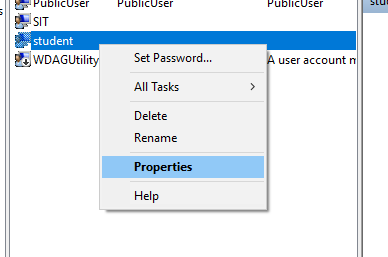 PublicUser PublicUser PublicUser
SIT
student
WDAGUtility A user account m
Set Password...
All Tasks
Delete
Rename
Properties
Help